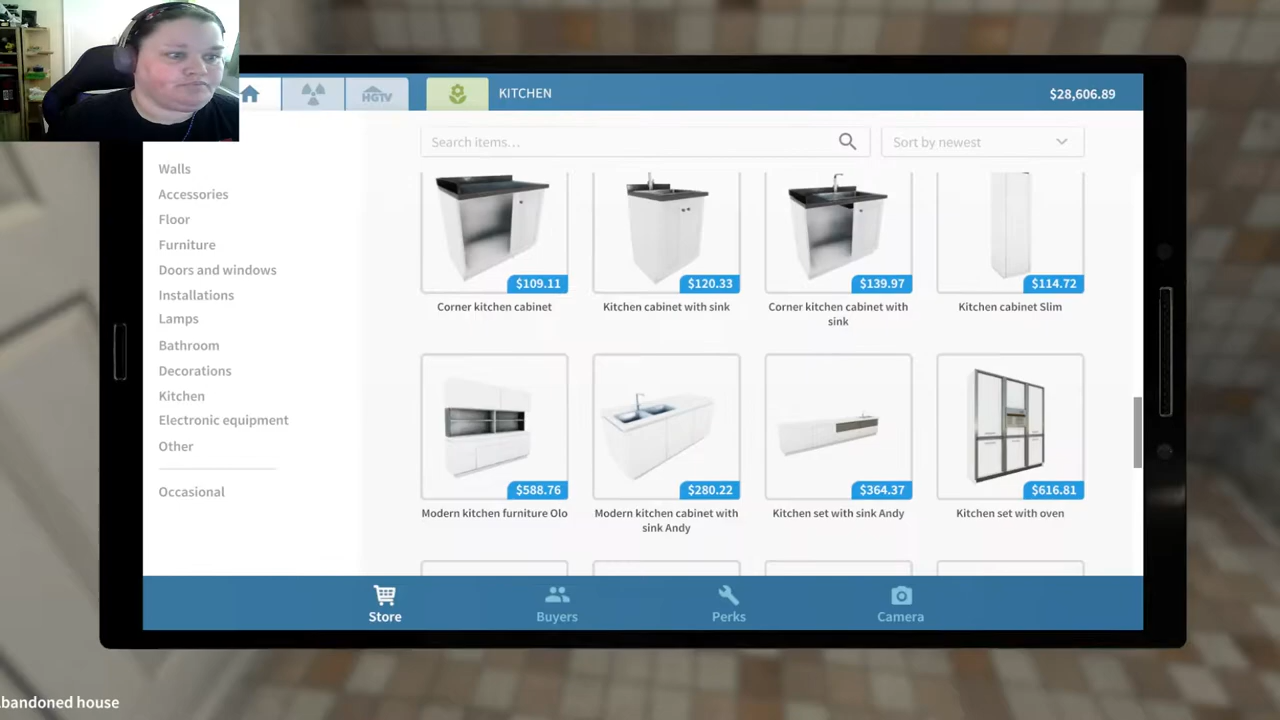 HGTV
KITCHEN
$28,606.89
Search items...
Sort by newest
Walls
Accessories
Floor
Furniture
Doors and windows
Installations
Lamps
Bathroom
Decorations
Kitchen
Electronic equipment
Other
Occasional
$109.11
$120.33
$139.97
$114.72
Corner kitchen cabinet
Kitchen cabinet with sink
Corner kitchen cabinet with
sink
Kitchen cabinet Slim
$588.76
$280.22
$364.37
$616.81
Modern kitchen furniture Olo
Modern kitchen cabinet with
sink Andy
Kitchen set with sink Andy
Kitchen set with oven
Store
Buyers
Perks
Camera
bandoned house